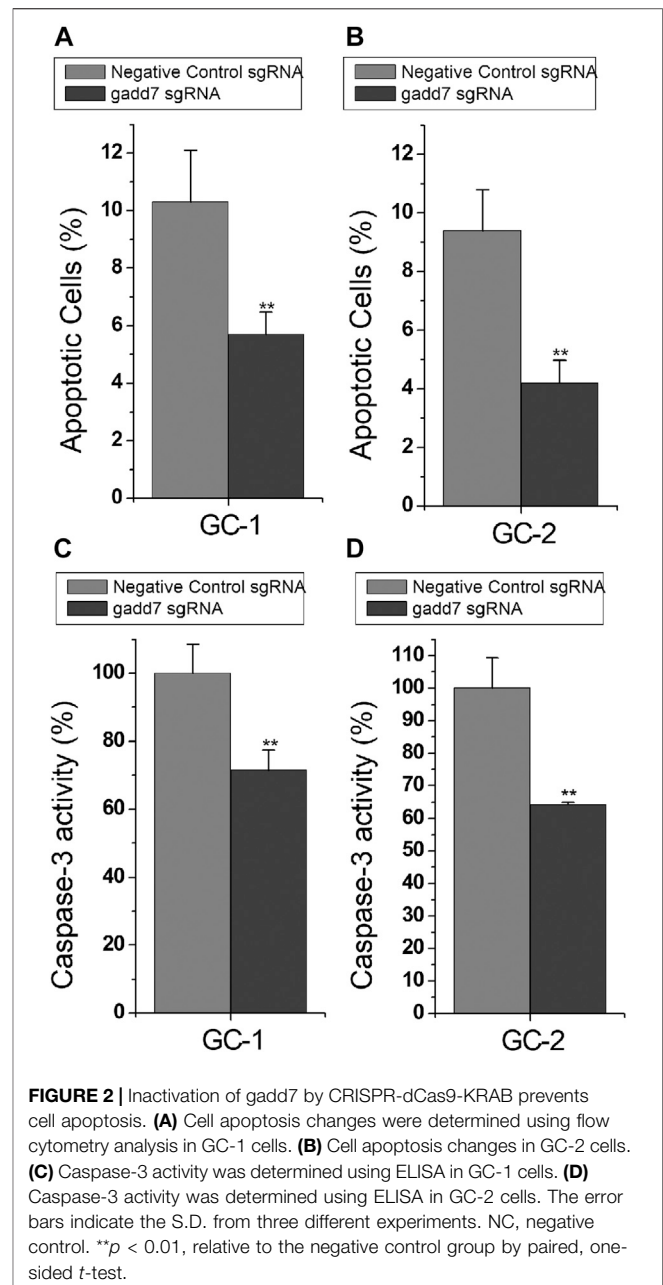 A
Negative Control sgRNA
gadd7 sgRNA
12
10
8
6
4
2
0
Apoptotic Cells (%)
**
GC-1
B
Negative Control sgRNA
gadd7 sgRNA
12
10
8
6
4
2
0
Apoptotic Cells (%)
**
GC-2
C
Negative Control sgRNA
gadd7 sgRNA
100
80
60
40
20
0
Caspase-3 activity (%)
**
GC-1
D
Negative Control sgRNA
gadd7 sgRNA
110
100
90
80
70
60
50
40
30
20
10
0
Caspase-3 activity (%)
**
GC-2
FIGURE 2 | Inactivation of gadd7 by CRISPR-dCas9-KRAB prevents
cell apoptosis. (A) Cell apoptosis changes were determined using flow
cytometry analysis in GC-1 cells. (B) Cell apoptosis changes in GC-2 cells.
(C) Caspase-3 activity was determined using ELISA in GC-1 cells. (D)
Caspase-3 activity was determined using ELISA in GC-2 cells. The error
bars indicate the S.D. from three different experiments. NC, negative
control. **p < 0.01, relative to the negative control group by paired, one-
sided t-test.